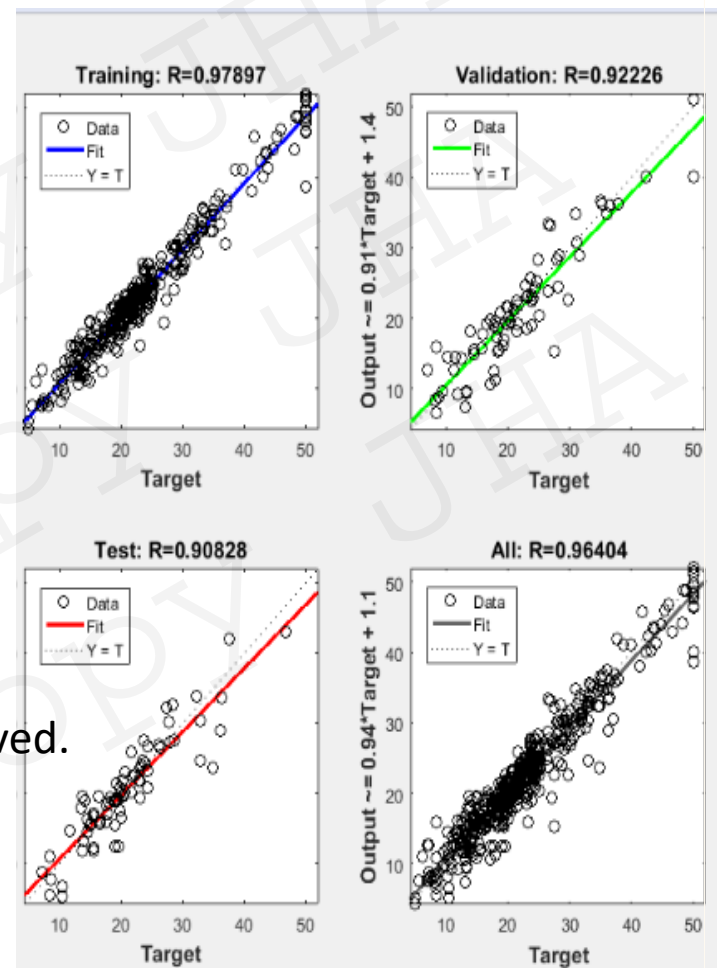 Training: R=0.97897
Data
Fit
Y = T
10 20 30 40 50
Target
Validation: R=0.92226
Output ~= 0.91*Target + 1.4
50
40
30
20
10
Data
Fit
Y = T
10 20 30 40 50
Target
Test: R=0.90828
Data
Fit
Y = T
10 20 30 40 50
Target
All: R=0.96404
Output ~= 0.94*Target + 1.1
50
40
30
20
10
Data
Fit
Y = T
10 20 30 40 50
Target
JHA
JHA
JHA